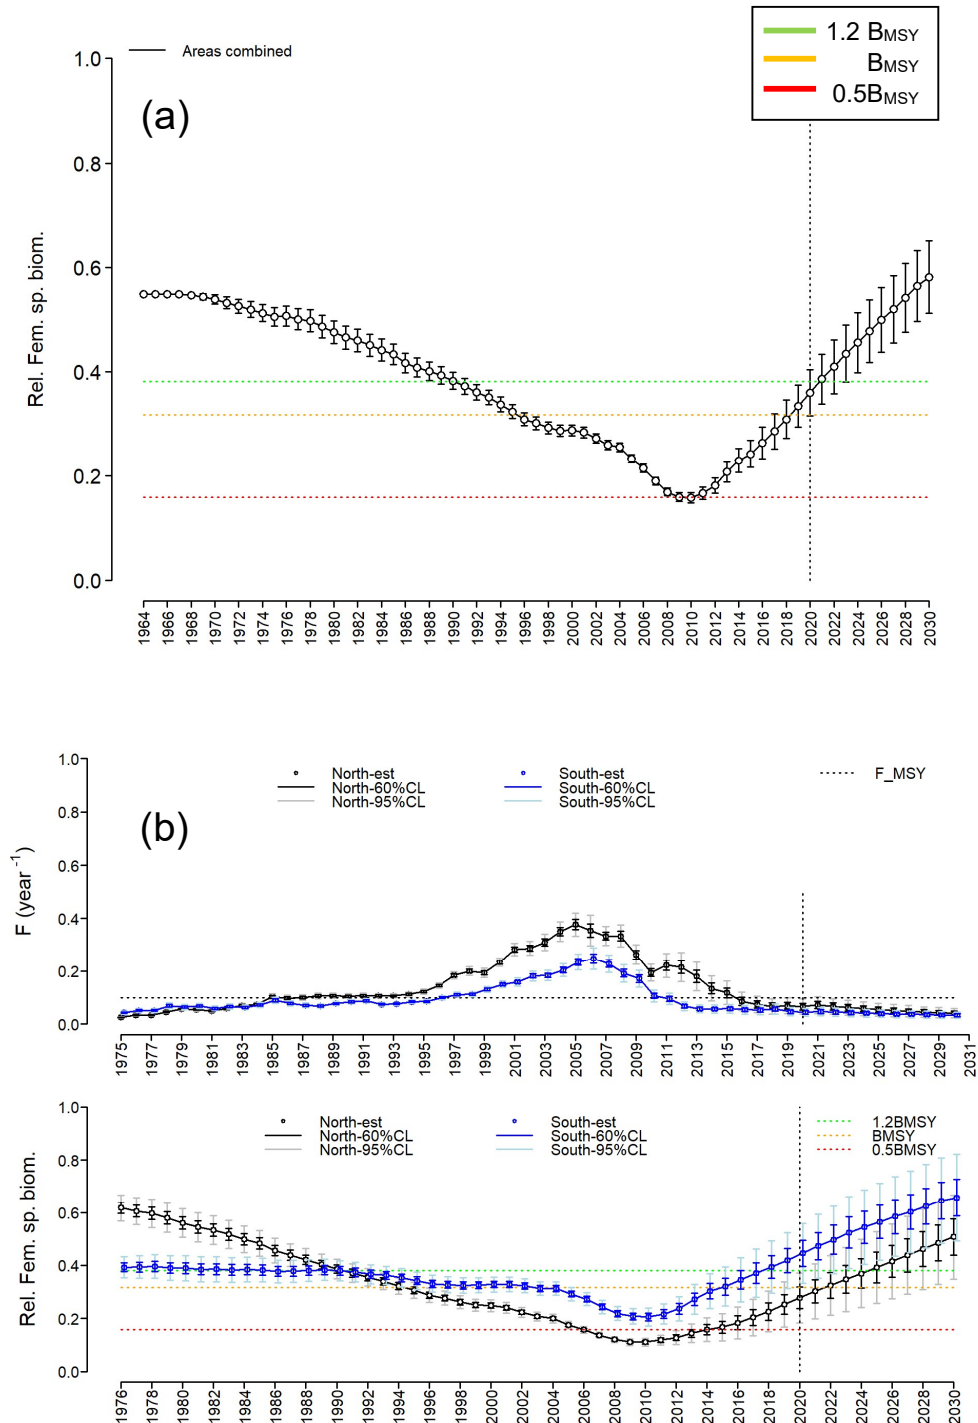 1.2 BMSY
BMSY
0.5BMSY
Areas combined
(a)
Rel. Fem. sp. biom.
1.0
0.8
0.6
0.4
0.2
0.0
1964 1966 1968 1970 1972 1974 1976 1978 1980 1982 1984 1986 1988 1990 1992 1994 1996 1998 2000 2002 2004 2006 2008 2010 2012 2014 2016 2018 2020 2022 2024 2026 2028 2030
(b)
North-est South-est F_MSY
North-60%CL South-60%CL
North-95%CL South-95%CL
F (year -1)
1.0
0.8
0.6
0.4
0.2
0.0
1975 1977 1979 1981 1983 1985 1987 1989 1991 1993 1995 1997 1999 2001 2003 2005 2007 2009 2011 2013 2015 2017 2019 2021 2023 2025 2027 2029 2031
North-est South-est 1.2BMSY
North-60%CL South-60%CL BMSY
North-95%CL South-95%CL 0.5BMSY
Rel. Fem. sp. biom.
1.0
0.8
0.6
0.4
0.2
0.0
1976 1978 1980 1982 1984 1986 1988 1990 1992 1994 1996 1998 2000 2002 2004 2006 2008 2010 2012 2014 2016 2018 2020 2022 2024 2026 2028 2030